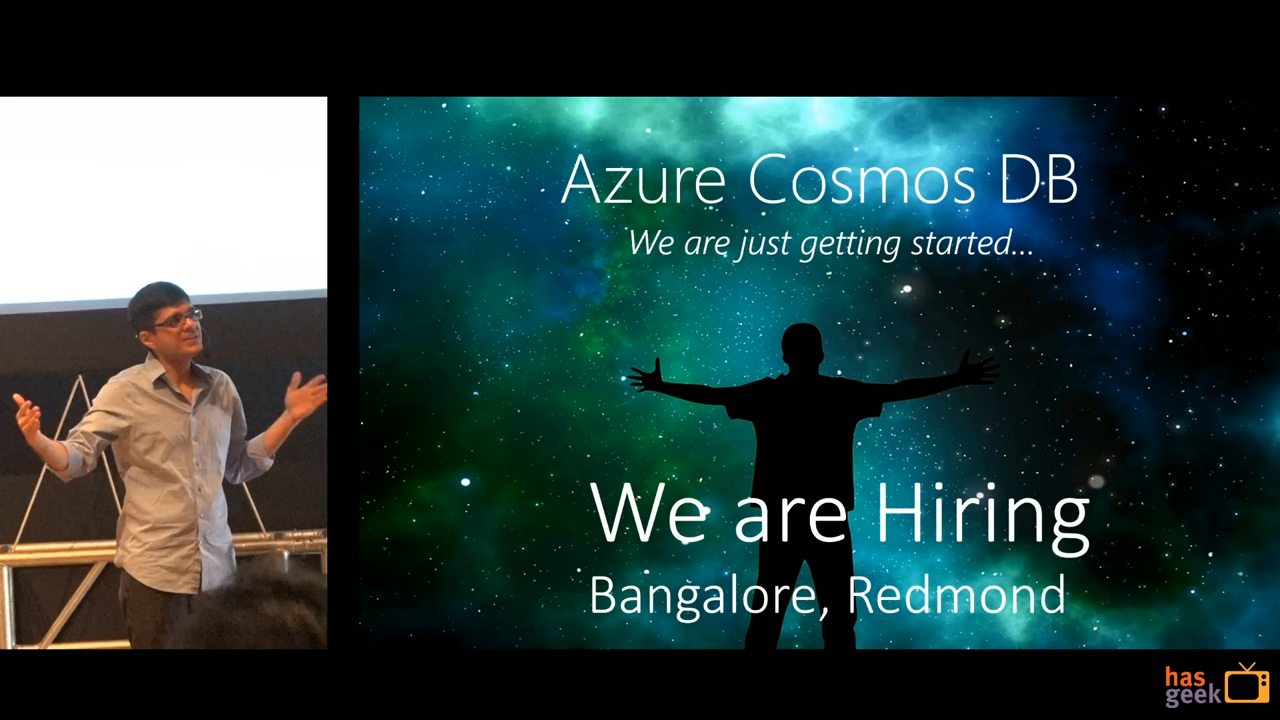 Azure Cosmos DB
We are just getting started...
We are Hiring
Bangalore, Redmond
has
geek